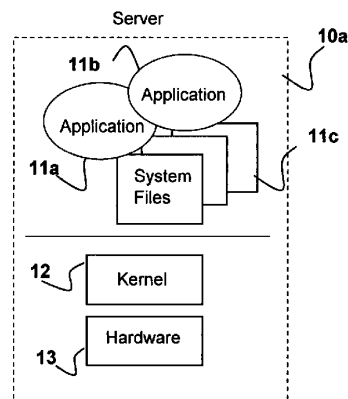 Server
10a
11b
Application
Application
11c
11a
System
Files
12
Kernel
Hardware
13